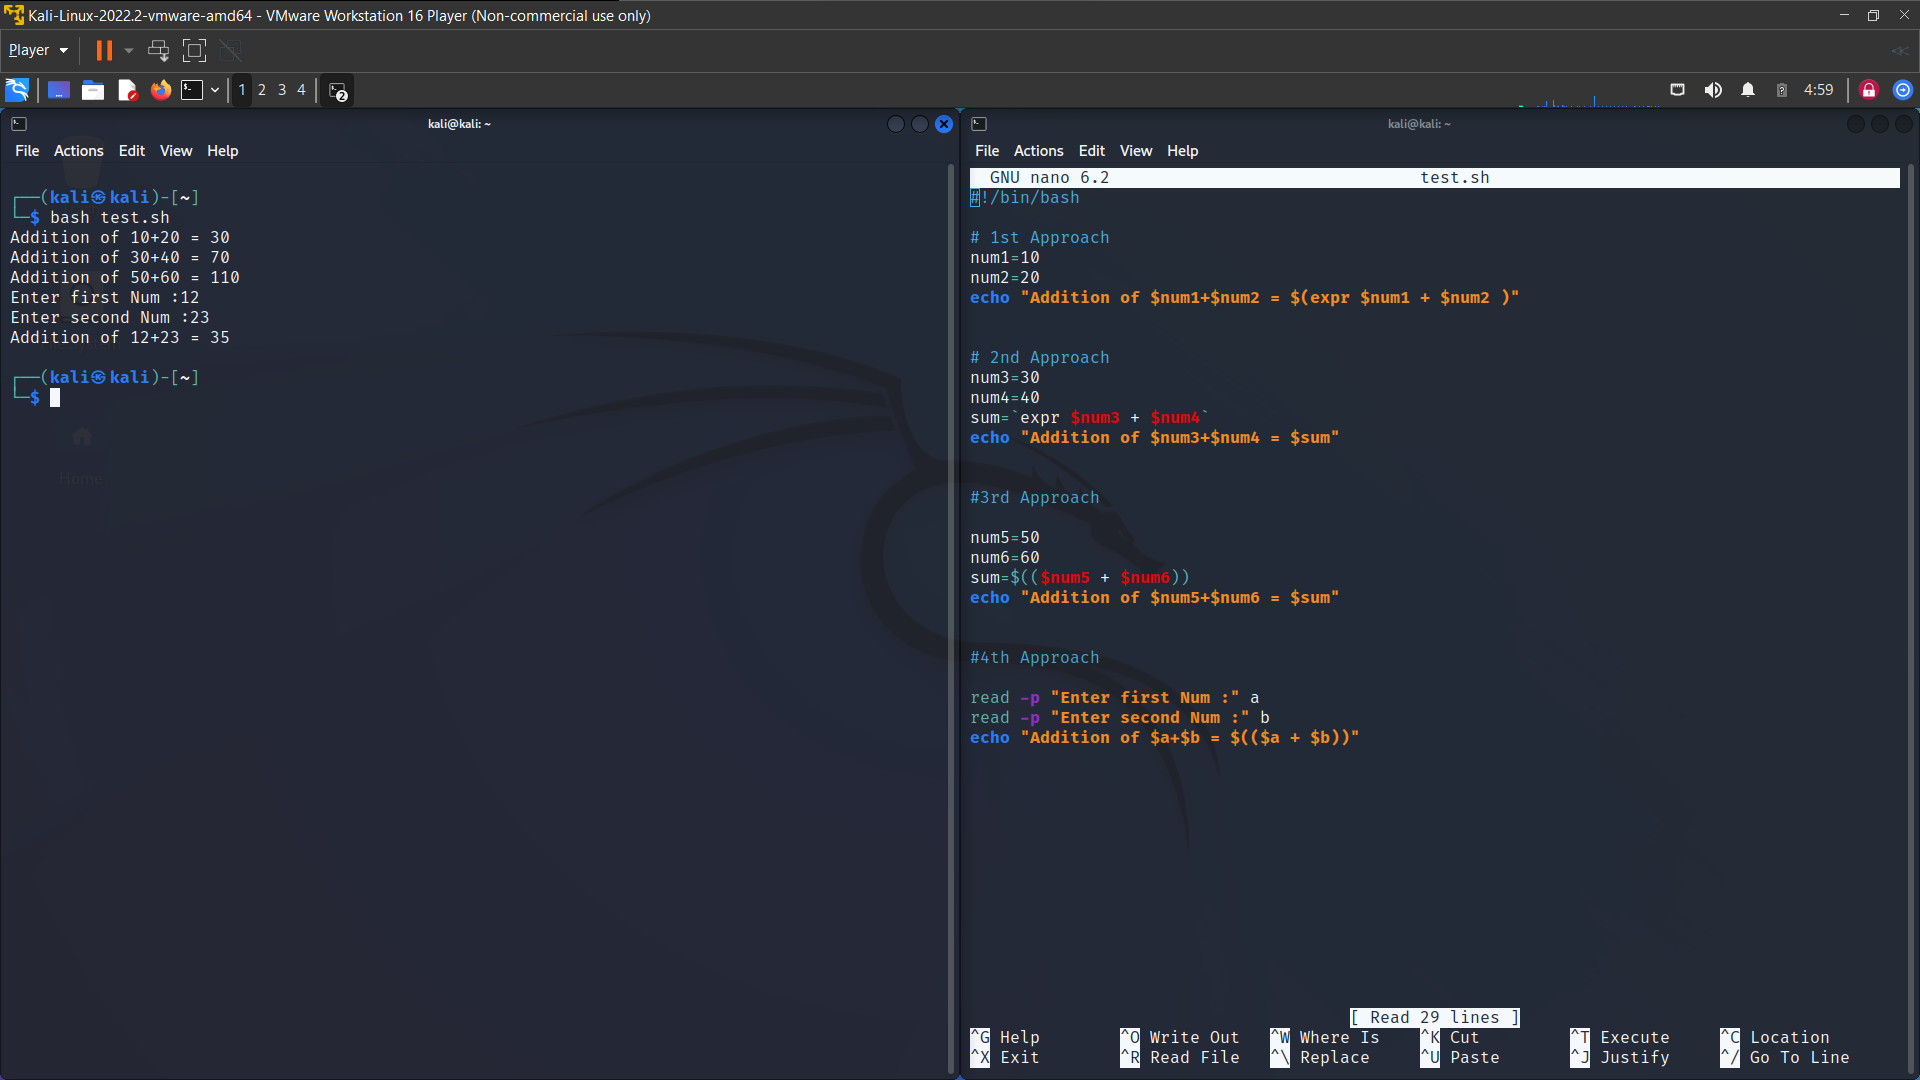 Kali-Linux-2022.2-vmware-amd64 - VMware Workstation 16 Player (Non-commercial use only)
Player
1 2 3 4
2
4:59
kali@kali: ~
File Actions Edit View Help
┌──(kali㉿kali)-[~]
└─$ bash test.sh
Addition of 10+20 = 30
Addition of 30+40 = 70
Addition of 50+60 = 110
Enter first Num :12
Enter second Num :23
Addition of 12+23 = 35
┌──(kali㉿kali)-[~]
└─$
Home
kali@kali: ~
File Actions Edit View Help
GNU nano 6.2 test.sh
#!/bin/bash
# 1st Approach
num1=10
num2=20
echo "Addition of $num1+$num2 = $(expr $num1 + $num2 )"
# 2nd Approach
num3=30
num4=40
sum=`expr $num3 + $num4`
echo "Addition of $num3+$num4 = $sum"
#3rd Approach
num5=50
num6=60
sum=$(($num5 + $num6))
echo "Addition of $num5+$num6 = $sum"
#4th Approach
read -p "Enter first Num :" a
read -p "Enter second Num :" b
echo "Addition of $a+$b = $(($a + $b))"
[ Read 29 lines ]
^G Help ^O Write Out ^W Where Is ^K Cut ^T Execute ^C Location
^X Exit ^R Read File ^\ Replace ^U Paste ^J Justify ^/ Go To Line